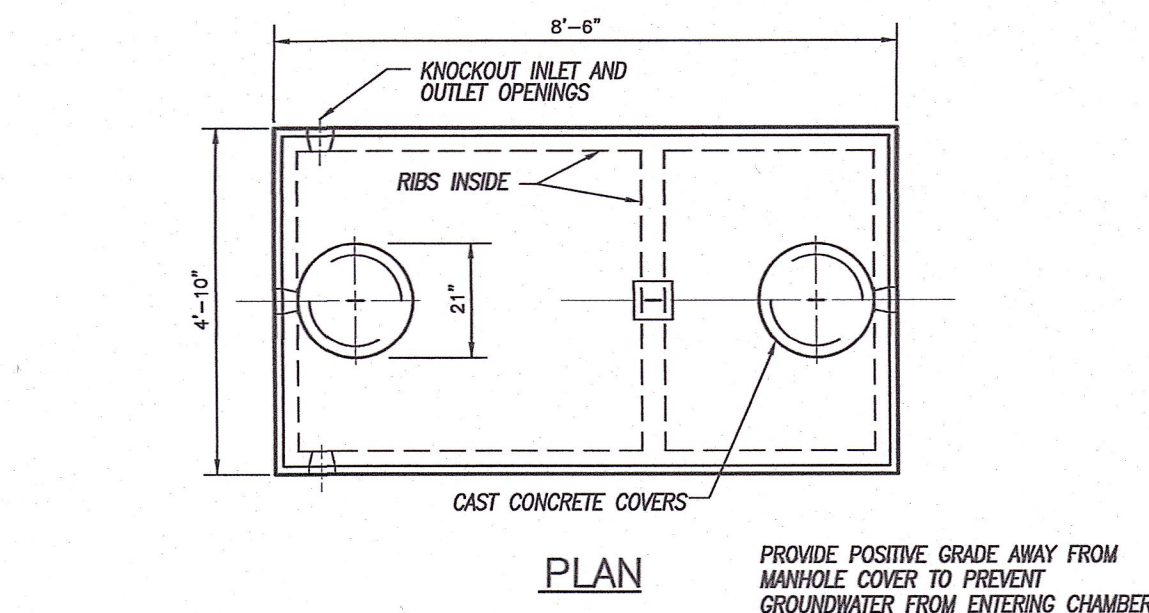 8'-6"
KNOCKOUT INLET AND
OUTLET OPENINGS
RIBS INSIDE
4'-10"
21"
CAST CONCRETE COVERS
PLAN
PROVIDE POSITIVE GRADE AWAY FROM
MANHOLE COVER TO PREVENT
GROUNDWATER FROM ENTERING CHAMBER